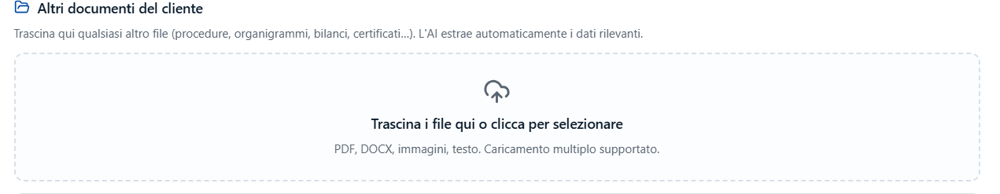 Altri documenti del cliente
Trascina qui qualsiasi altro file (procedure, organigrammi, bilanci, certificati...). L'AI estrae automaticamente i dati rilevanti.
Trascina i file qui o clicca per selezionare
PDF, DOCX, immagini, testo. Caricamento multiplo supportato.